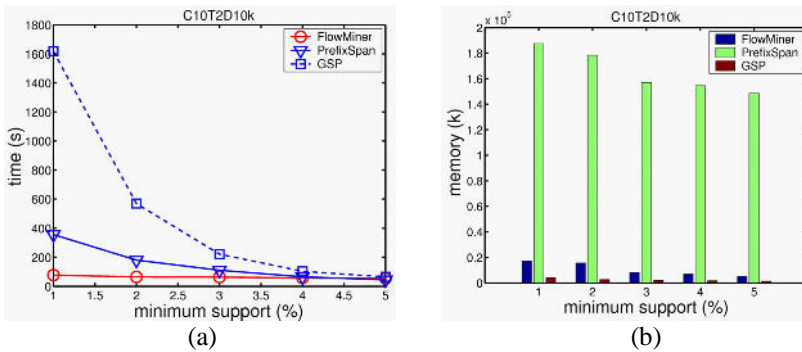 C10T2D10k
1800
1600
1400
1200
1000
800
600
400
200
0
time (s)
FlowMiner
PrefixSpan
GSP
1 1.5 2 2.5 3 3.5 4 4.5 5
minimum support (%)
(a)
C10T2D10k
x 10^5
2
1.8
1.6
1.4
1.2
1
0.8
0.6
0.4
0.2
0
memory (k)
FlowMiner
PrefixSpan
GSP
1 2 3 4 5
minimum support (%)
(b)